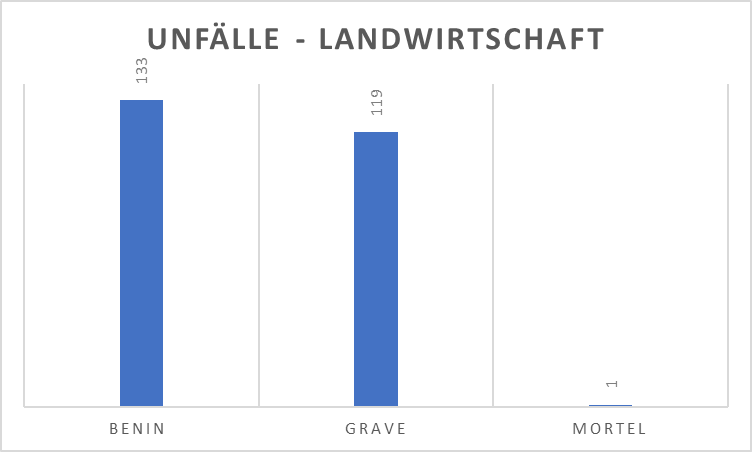 UNFÄLLE - LANDWIRTSCHAFT
133
119
1
BENIN
GRAVE
MORTEL